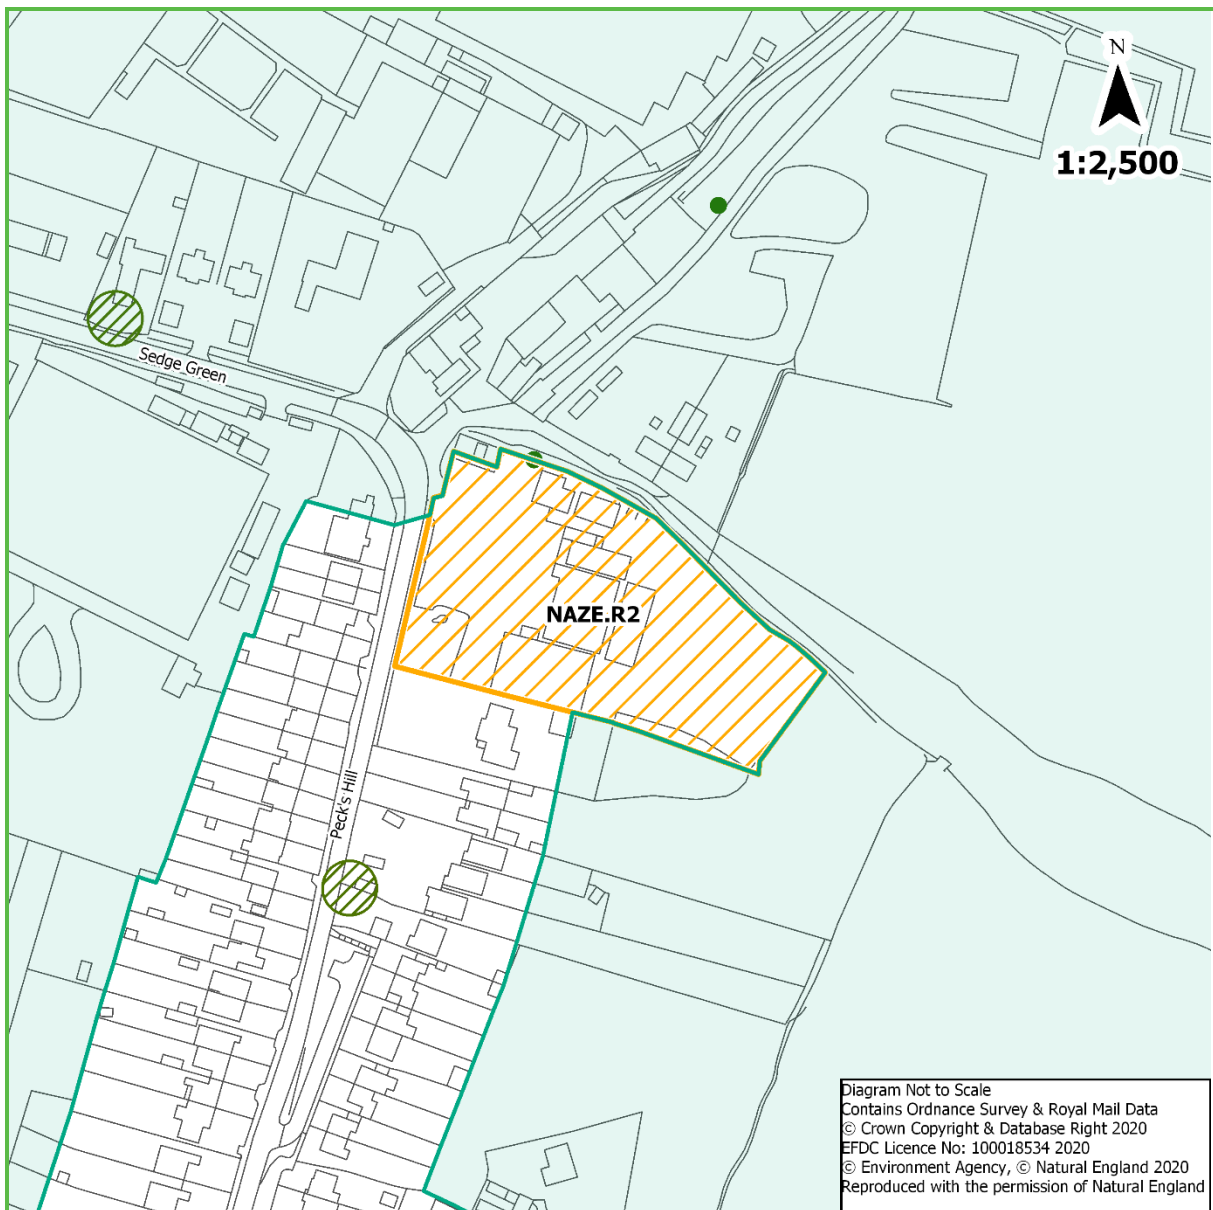 N
1:2,500
Sedge Green
NAZE.R2
Peck's Hill
Diagram Not to Scale
Contains Ordnance Survey & Royal Mail Data
© Crown Copyright & Database Right 2020
EFDC Licence No: 100018534 2020
© Environment Agency, © Natural England 2020
Reproduced with the permission of Natural England